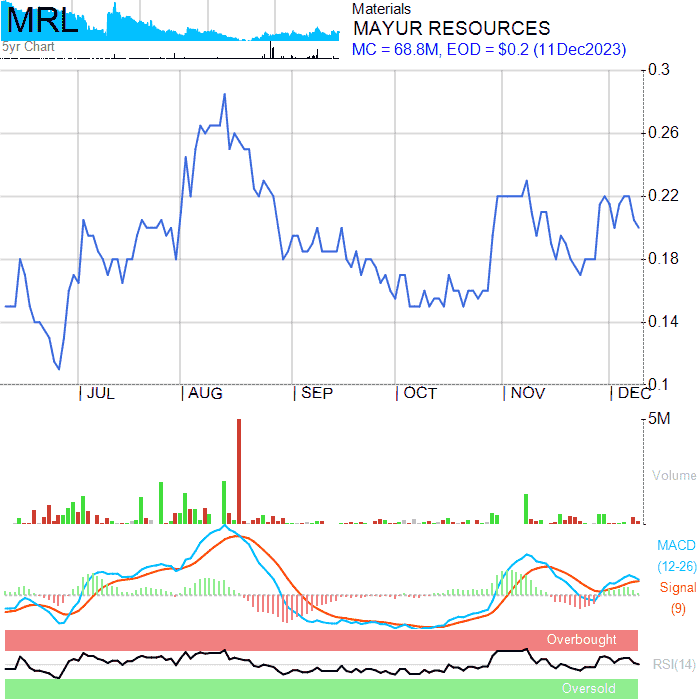 MRL
5yr Chart
Materials
MAYUR RESOURCES
MC = 68.8M, EOD = $0.2 (11Dec2023)
0.3
0.26
0.22
0.18
0.14
0.1
JUL AUG SEP OCT NOV DEC
5M
Volume
MACD
(12-26)
Signal
(9)
Overbought
RSI(14)
Oversold